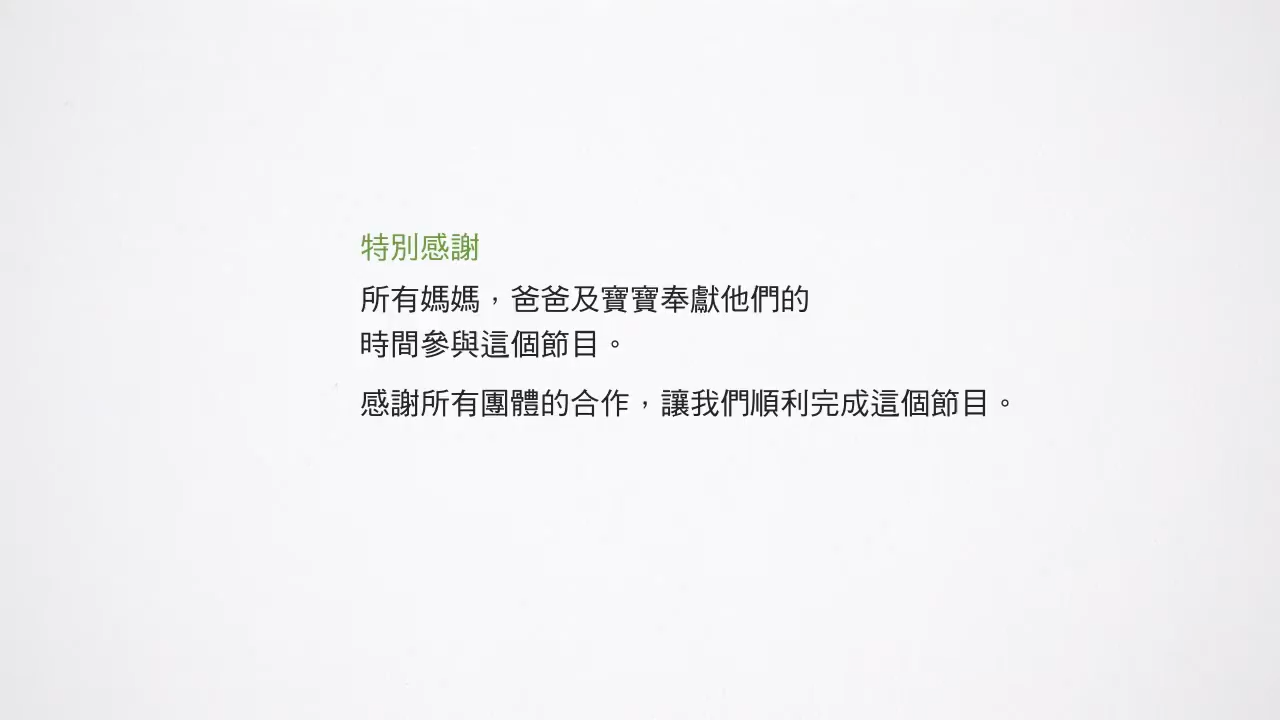 特別感謝
所有媽媽，爸爸及寶寶奉獻他們的
時間參與這個節目。
感謝所有團體的合作，讓我們順利完成這個節目。